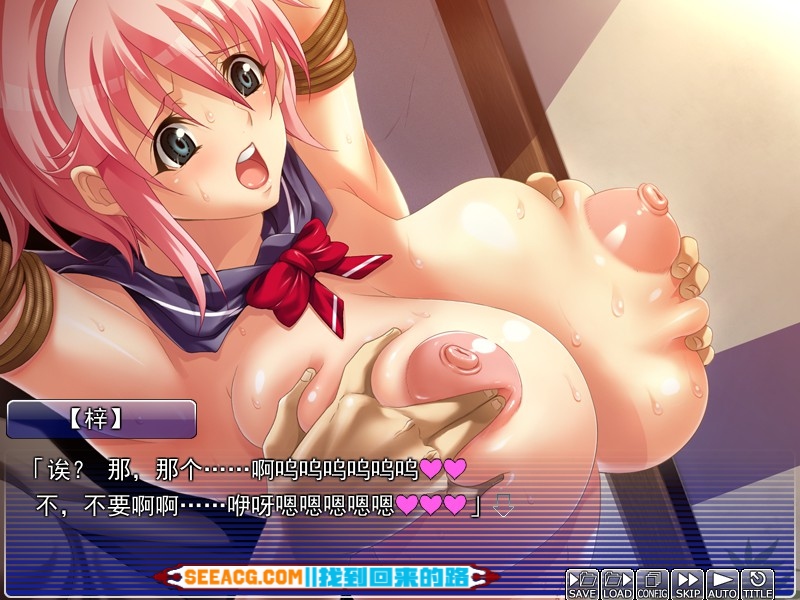 【梓】
「诶？ 那，那个……啊呜呜呜呜呜呜♥♥
不，不要啊啊……咿呀嗯嗯嗯嗯嗯♥♥♥」
SEEACG.COM||找到回来的路
SAVE LOAD CONFIG SKIP AUTO TITLE